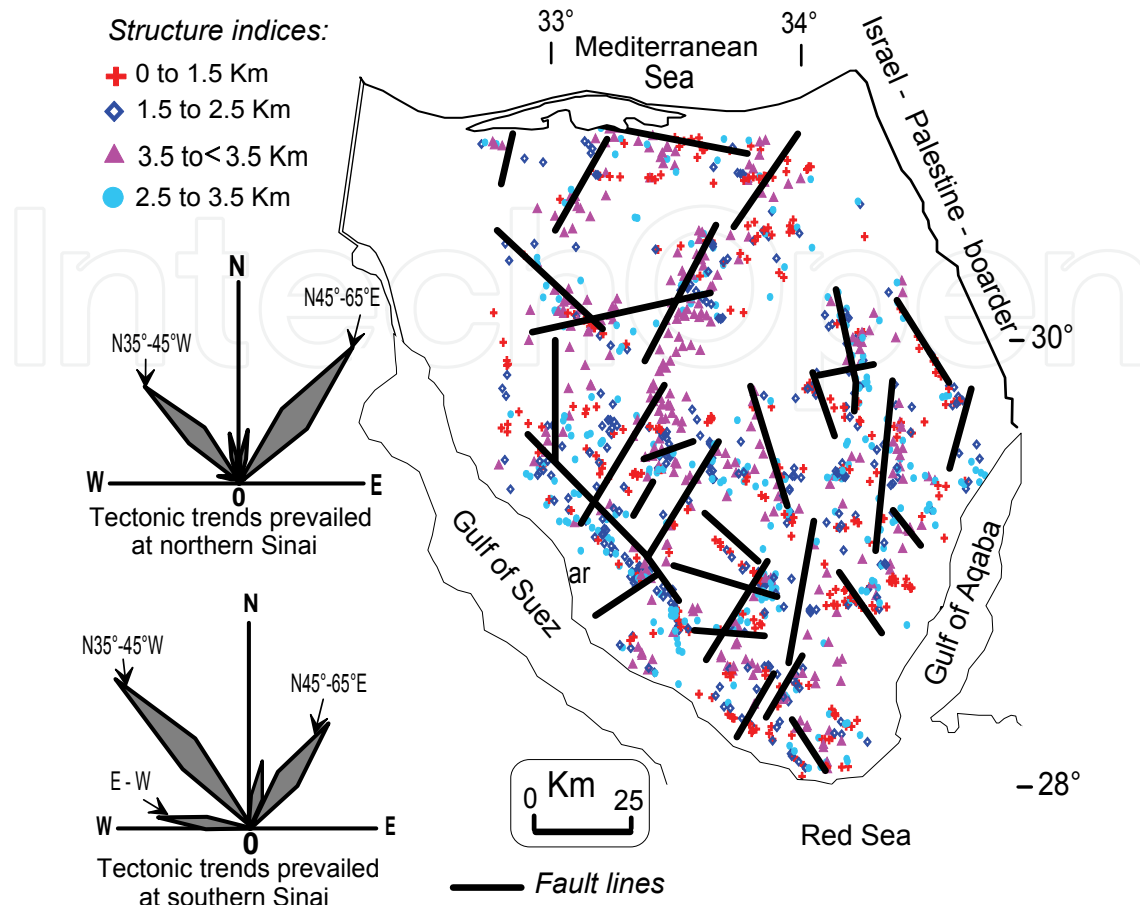 Structure indices:
0 to 1.5 Km
1.5 to 2.5 Km
3.5 to< 3.5 Km
2.5 to 3.5 Km
33°
34°
Mediterranean
Sea
Israel - Palestine - boarder
30°
28°
IntechOpen
N
N35°-45°W
N45°-65°E
W
E
0
Tectonic trends prevailed
at northern Sinai
N
N35°-45°W
N45°-65°E
E - W
W
E
0
Tectonic trends prevailed
at southern Sinai
Gulf of Suez
ar
Gulf of Aqaba
Km
0 25
Red Sea
Fault lines